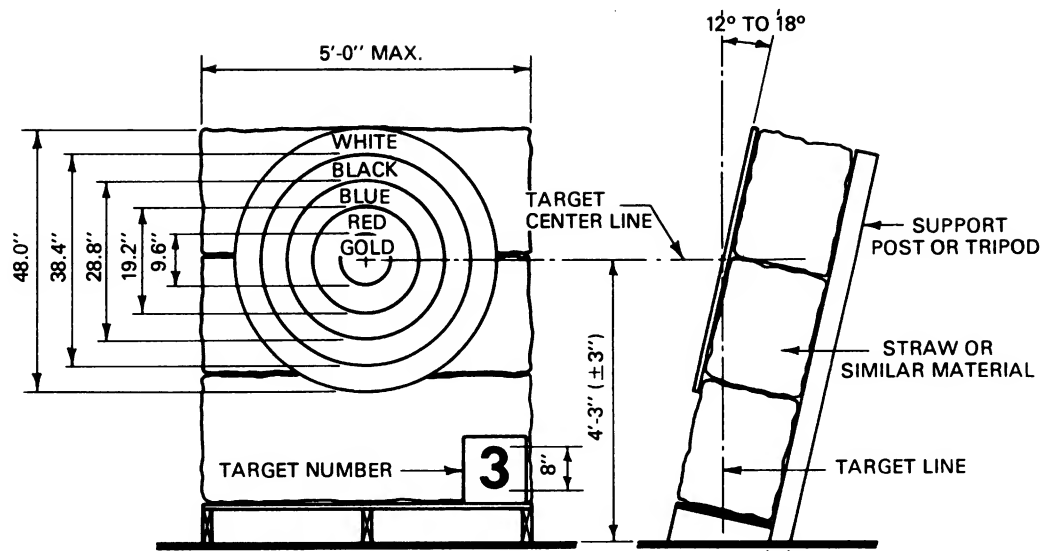 12° TO 18°
5'-0" MAX.
WHITE
BLACK
BLUE
RED
GOLD
48.0"
38.4"
28.8"
19.2"
9.6"
TARGET
CENTER LINE
SUPPORT
POST OR TRIPOD
STRAW OR
SIMILAR MATERIAL
4'-3" (±3")
TARGET NUMBER
3
8"
TARGET LINE